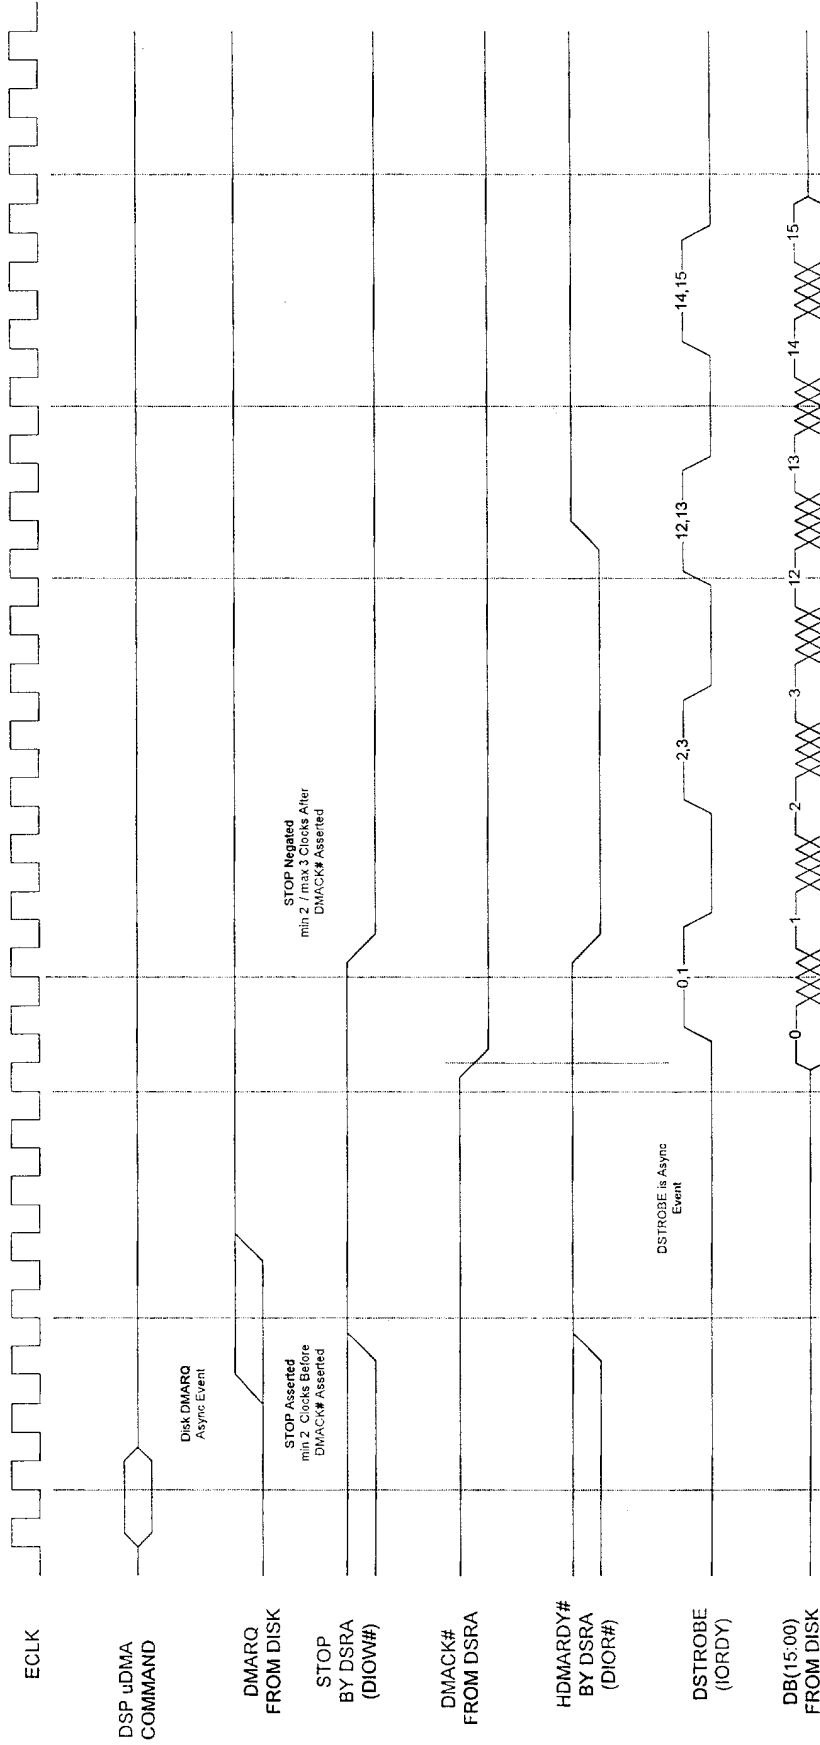 ECLK
DSP uDMA
COMMAND
Disk DMARQ
Async Event
DMARQ
FROM DISK
STOP
BY DSRA
(DIOW#)
STOP Asserted
min 2 Clocks Before
DMACK# Asserted
STOP Negated
min 2 / max 3 Clocks After
DMACK# Asserted
DMACK#
FROM DSRA
HDMARDY#
BY DSRA
(DIOR#)
DSTROBE
(IORDY)
DSTROBE is Async
Event
0,1
2,3
12,13
14,15
DB(15:00)
FROM DISK
0
1
2
3
12
13
14
15